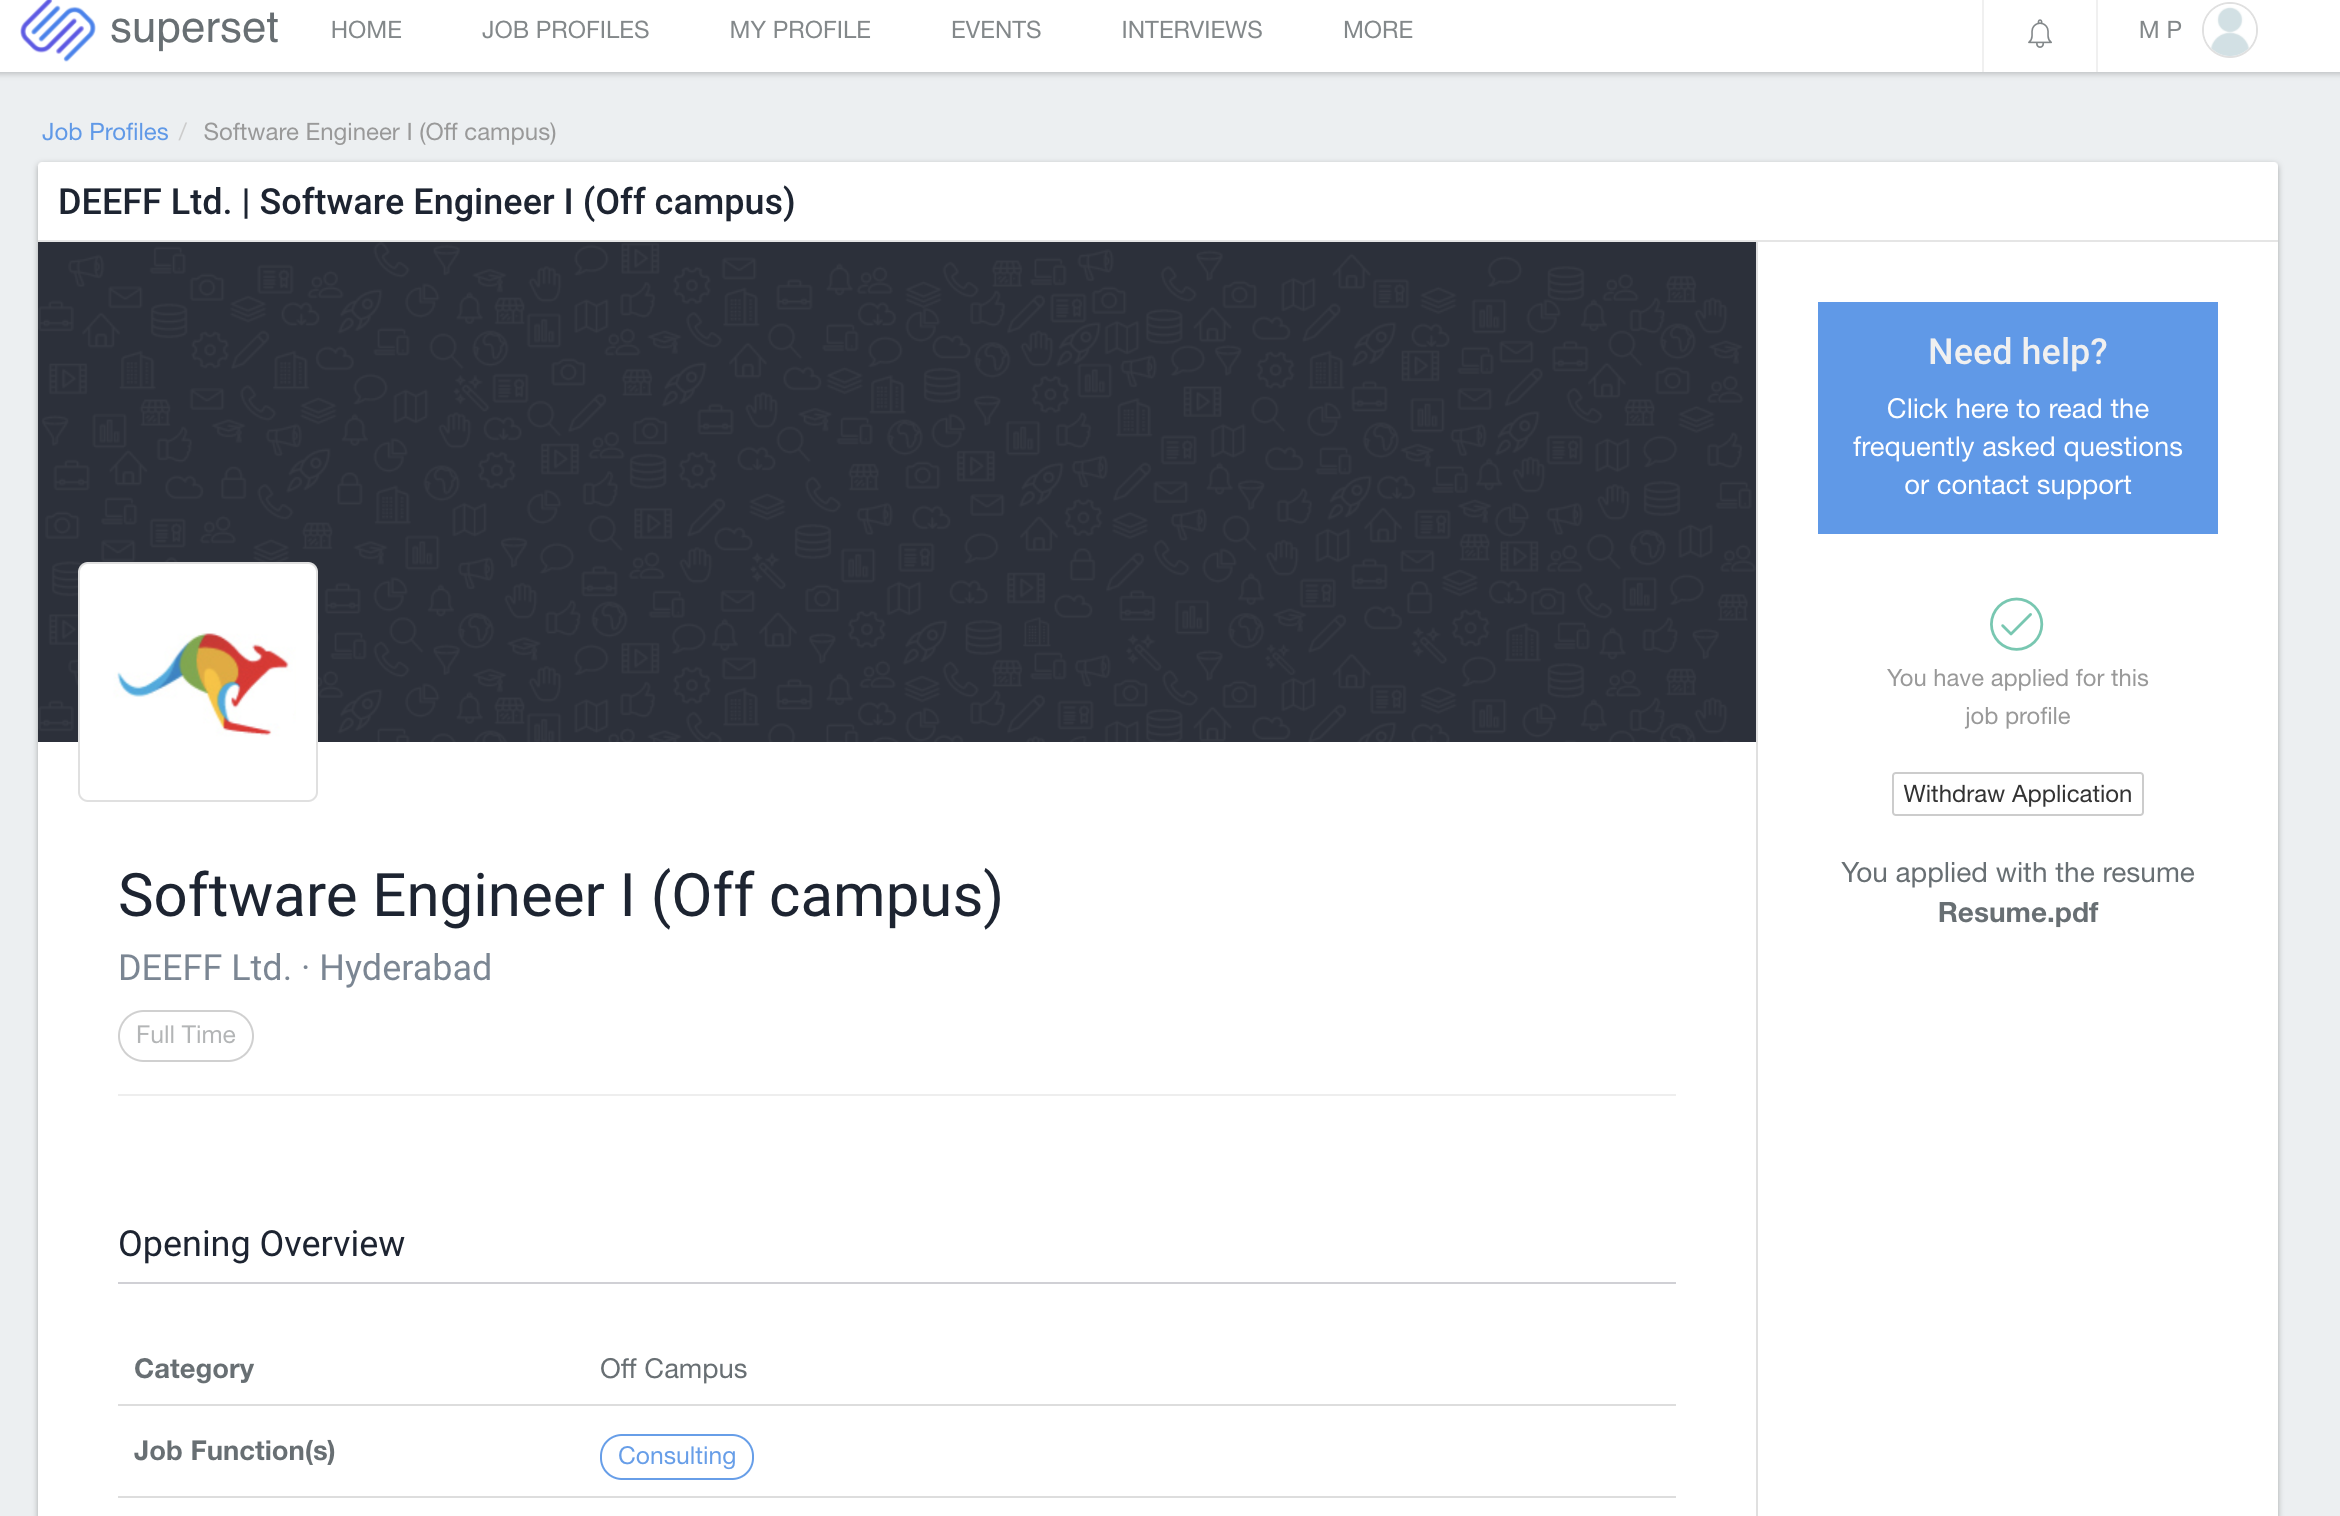 superset
HOME
JOB PROFILES
MY PROFILE
EVENTS
INTERVIEWS
MORE
M P
Job Profiles / Software Engineer I (Off campus)
DEEFF Ltd. | Software Engineer I (Off campus)
Need help?
Click here to read the
frequently asked questions
or contact support
You have applied for this
job profile
Withdraw Application
You applied with the resume
Resume.pdf
Software Engineer I (Off campus)
DEEFF Ltd. · Hyderabad
Full Time
Opening Overview
Category
Off Campus
Job Function(s)
Consulting